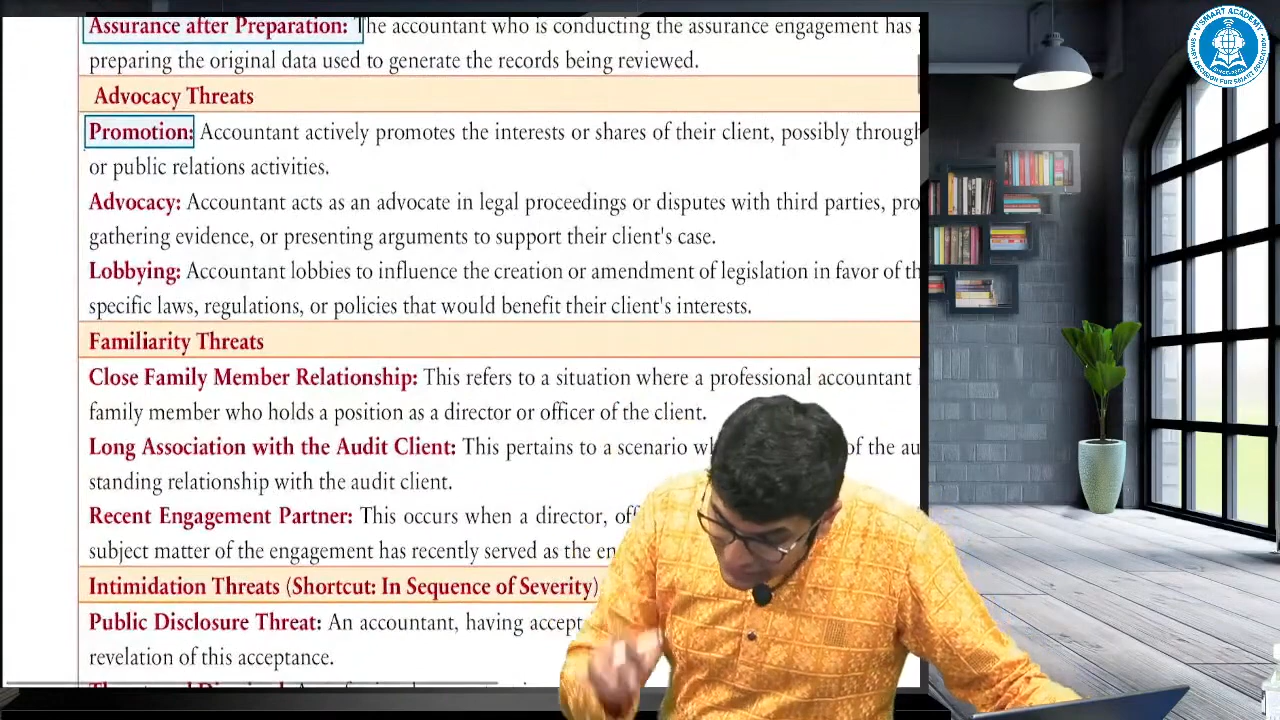 Assurance after Preparation: The accountant who is conducting the assurance engagement has
preparing the original data used to generate the records being reviewed.
Advocacy Threats
Promotion: Accountant actively promotes the interests or shares of their client, possibly through
or public relations activities.
Advocacy: Accountant acts as an advocate in legal proceedings or disputes with third parties, pro
gathering evidence, or presenting arguments to support their client's case.
Lobbying: Accountant lobbies to influence the creation or amendment of legislation in favor of th
specific laws, regulations, or policies that would benefit their client's interests.
Familiarity Threats
Close Family Member Relationship: This refers to a situation where a professional accountant
family member who holds a position as a director or officer of the client.
Long Association with the Audit Client: This pertains to a scenario of the au
standing relationship with the audit client.
Recent Engagement Partner: This occurs when a director, off
subject matter of the engagement has recently served as the en
Intimidation Threats (Shortcut: In Sequence of Severity)
Public Disclosure Threat: An accountant, having accept
revelation of this acceptance.
V'SMART ACADEMY
SMART DECISION FOR SMART EDUCATION